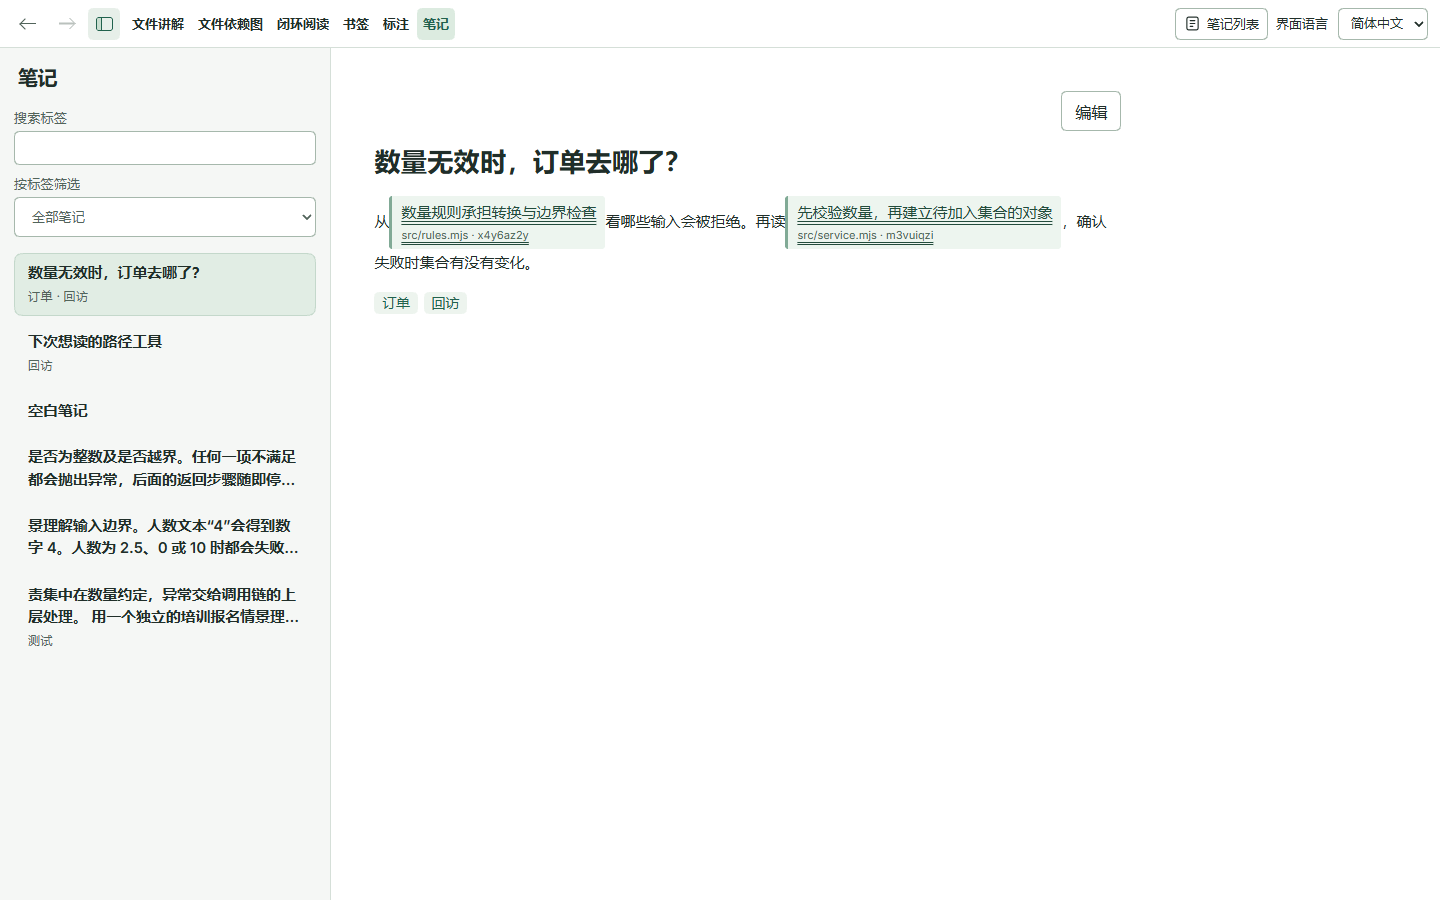 文件讲解 文件依赖图 闭环阅读 书签 标注 笔记 笔记列表 界面语言 简体中文
笔记
搜索标签
按标签筛选
全部笔记
数量无效时，订单去哪了？
订单 · 回访
下次想读的路径工具
回访
空白笔记
是否为整数及是否越界。任何一项不满足
都会抛出异常，后面的返回步骤随即停…
景理解输入边界。人数文本“4”会得到数
字 4。人数为 2.5、0 或 10 时都会失败…
责集中在数量约定，异常交给调用链的上
层处理。 用一个独立的培训报名情景理…
测试
编辑
数量无效时，订单去哪了？
从 数量规则承担转换与边界检查 看哪些输入会被拒绝。再读 先校验数量，再建立待加入集合的对象 ，确认
src/rules.mjs · x4y6az2y src/service.mjs · m3vuiqzi
失败时集合有没有变化。
订单 回访